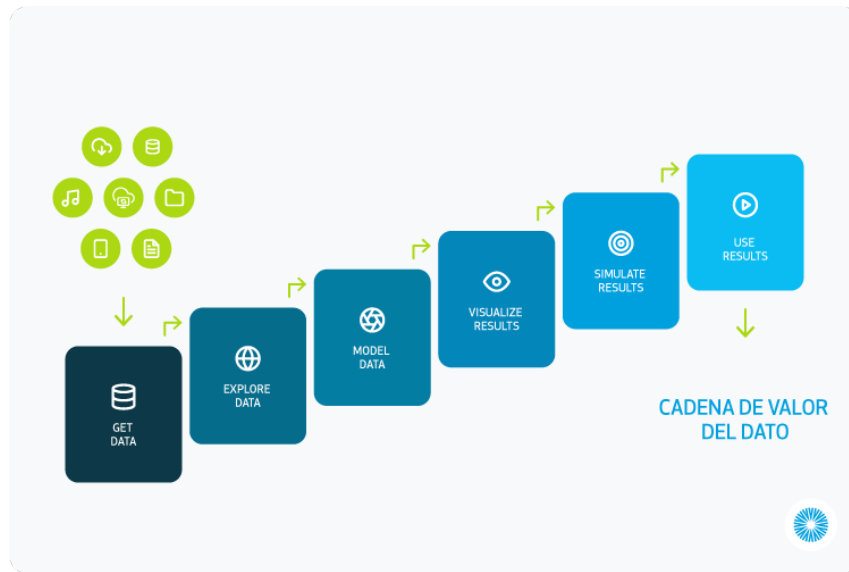 GET
DATA
EXPLORE
DATA
MODEL
DATA
VISUALIZE
RESULTS
SIMULATE
RESULTS
USE
RESULTS
CADENA DE VALOR
DEL DATO